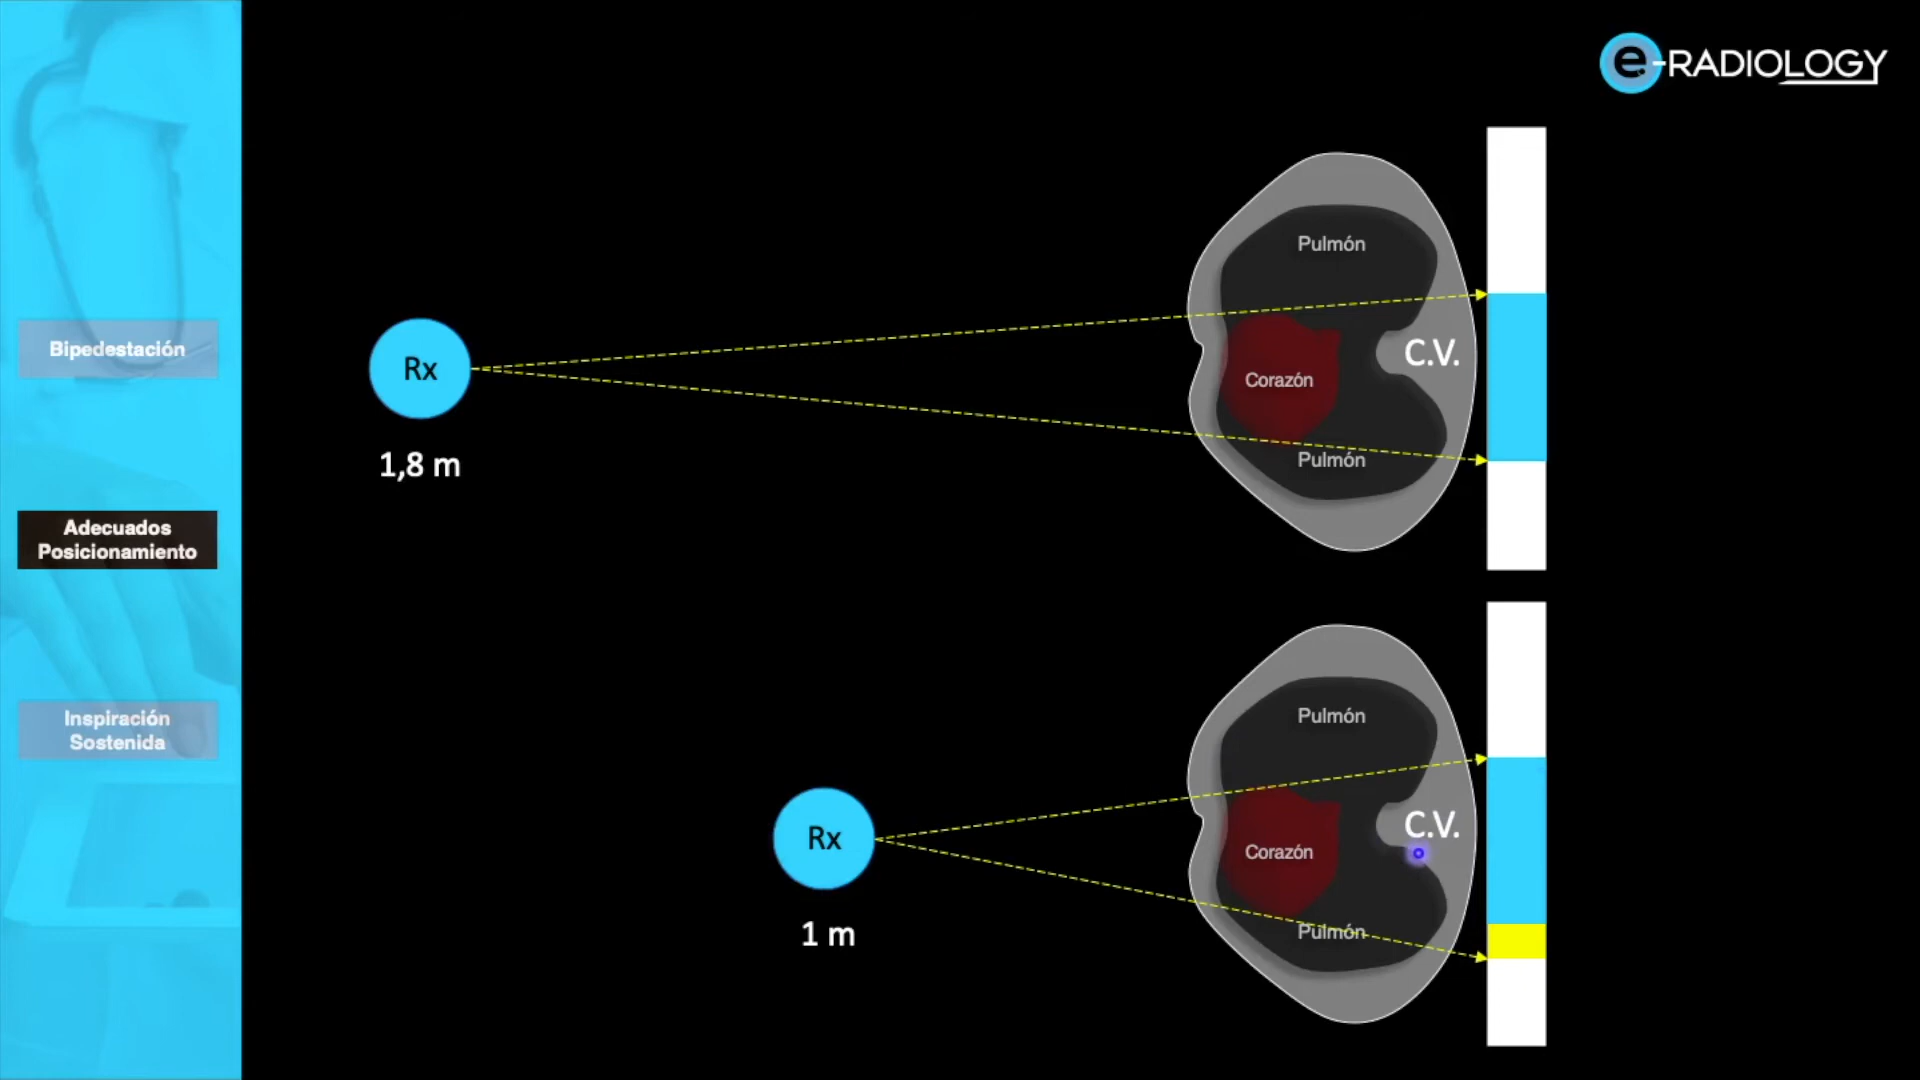 e-RADIOLOGY
Bipedestación
Adecuados
Posicionamiento
Inspiración
Sostenida
Rx
1,8 m
Pulmón
Corazón
C.V.
Pulmón
Rx
1 m
Pulmón
Corazón
C.V.
Pulmón